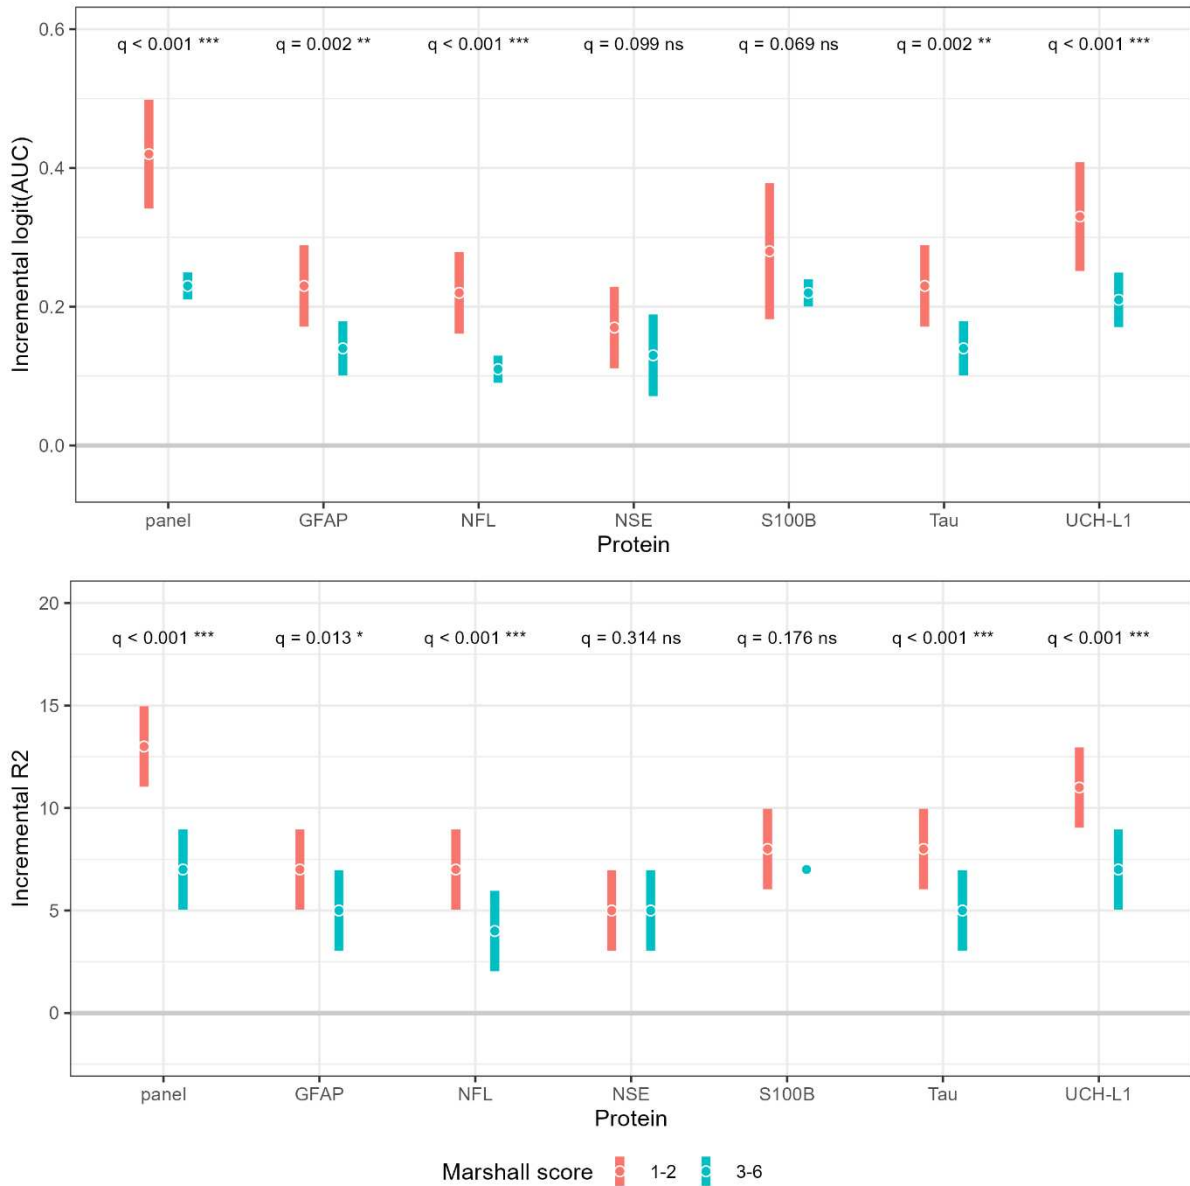 0.6
q < 0.001 ***
q = 0.002 **
q < 0.001 ***
q = 0.099 ns
q = 0.069 ns
q = 0.002 **
q < 0.001 ***
0.4
0.2
0.0
Incremental logit(AUC)
panel
GFAP
NFL
NSE
S100B
Tau
UCH-L1
Protein
20
q < 0.001 ***
q = 0.013 *
q < 0.001 ***
q = 0.314 ns
q = 0.176 ns
q < 0.001 ***
q < 0.001 ***
15
10
5
0
Incremental R2
panel
GFAP
NFL
NSE
S100B
Tau
UCH-L1
Protein
Marshall score
1-2
3-6